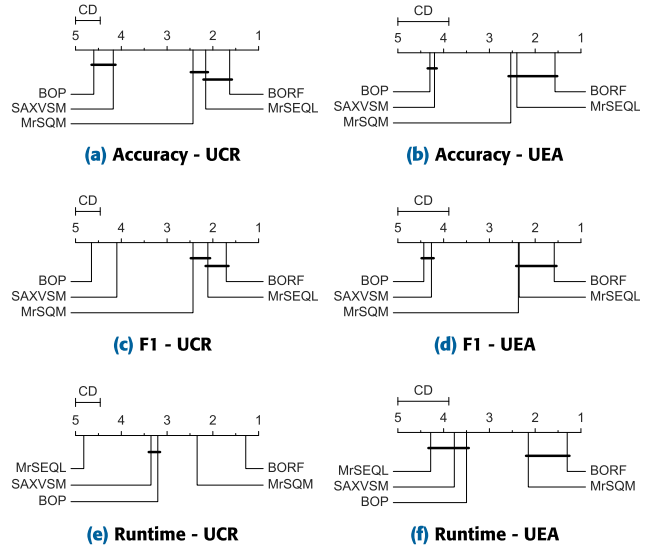 CD
5 4 3 2 1
BOP
SAXVSM
MrSQM
BORF
MrSEQL
(a) Accuracy - UCR
CD
5 4 3 2 1
BOP
SAXVSM
MrSQM
BORF
MrSEQL
(b) Accuracy - UEA
CD
5 4 3 2 1
BOP
SAXVSM
MrSQM
BORF
MrSEQL
(c) F1 - UCR
CD
5 4 3 2 1
BOP
SAXVSM
MrSQM
BORF
MrSEQL
(d) F1 - UEA
CD
5 4 3 2 1
MrSEQL
SAXVSM
BOP
BORF
MrSQM
(e) Runtime - UCR
CD
5 4 3 2 1
MrSEQL
SAXVSM
BOP
BORF
MrSQM
(f) Runtime - UEA